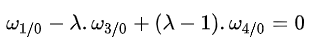 ω₁/₀ − λ. ω₃/₀ + (λ − 1). ω₄/₀ = 0